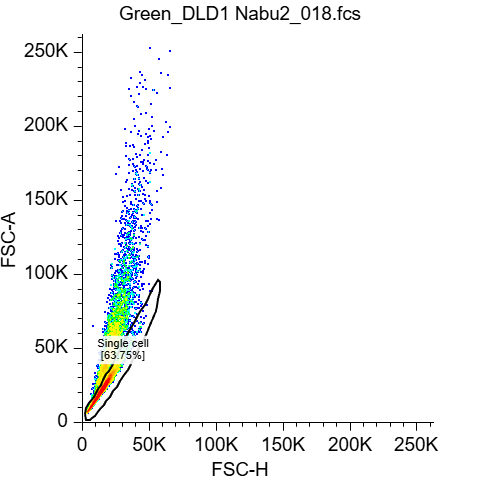 Green_DLD1 Nabu2_018.fcs
250K
200K
150K
100K
50K
0
FSC-A
Single cell
[63.75%]
0 50K 100K 150K 200K 250K
FSC-H